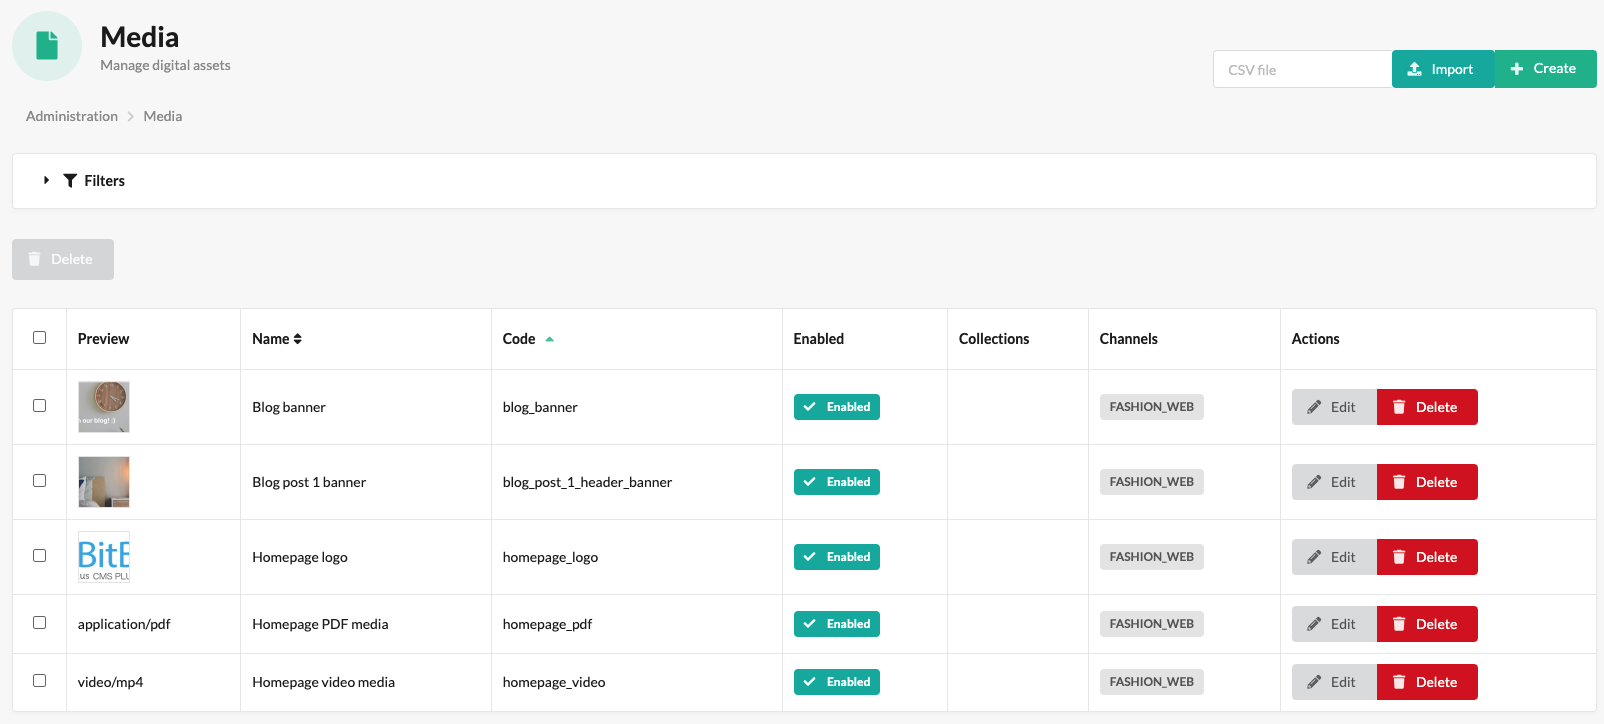 Media
Manage digital assets
CSV file
Import
Create
Administration
Media
Filters
Delete
Preview Name Code Enabled Collections Channels Actions
our blog! :)
Blog banner blog_banner Enabled FASHION_WEB Edit Delete
Blog post 1 banner blog_post_1_header_banner Enabled FASHION_WEB Edit Delete
BitB
us CMS PLU
Homepage logo homepage_logo Enabled FASHION_WEB Edit Delete
application/pdf Homepage PDF media homepage_pdf Enabled FASHION_WEB Edit Delete
video/mp4 Homepage video media homepage_video Enabled FASHION_WEB Edit Delete